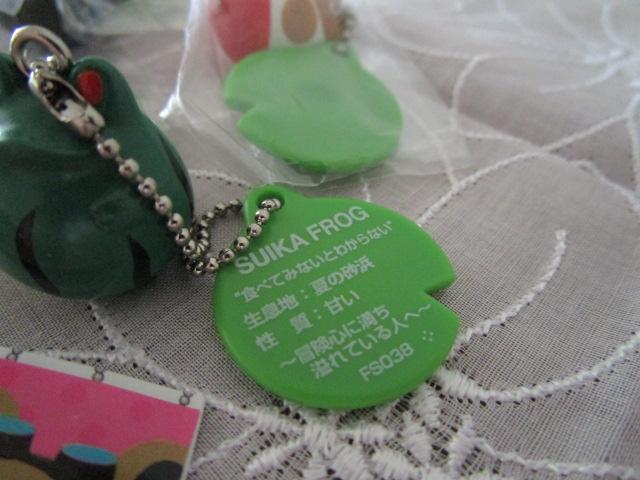 SUIKA FROG
"食べてみないとわからない"
生息地：夏の砂浜
性　質：甘い
～冒険心に満ち
溢れている人へ～
FS038